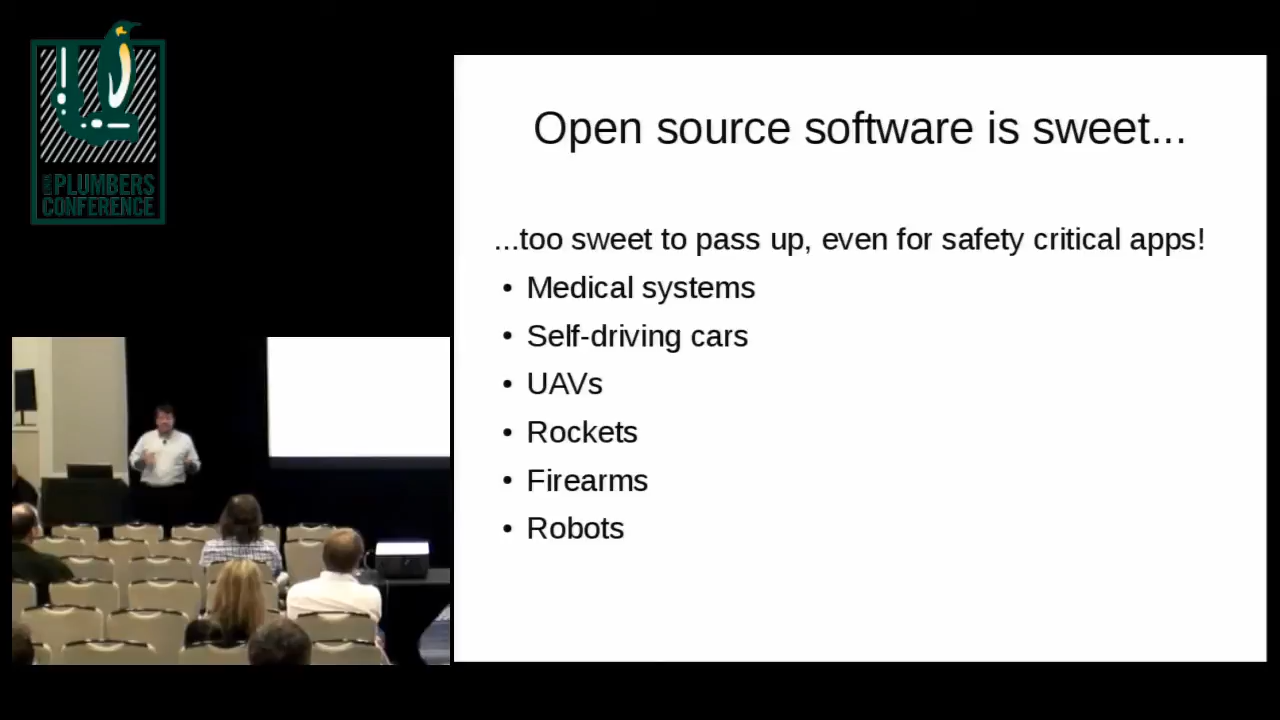 LINUX
PLUMBERS
CONFERENCE
Open source software is sweet...
...too sweet to pass up, even for safety critical apps!
• Medical systems
• Self-driving cars
• UAVs
• Rockets
• Firearms
• Robots